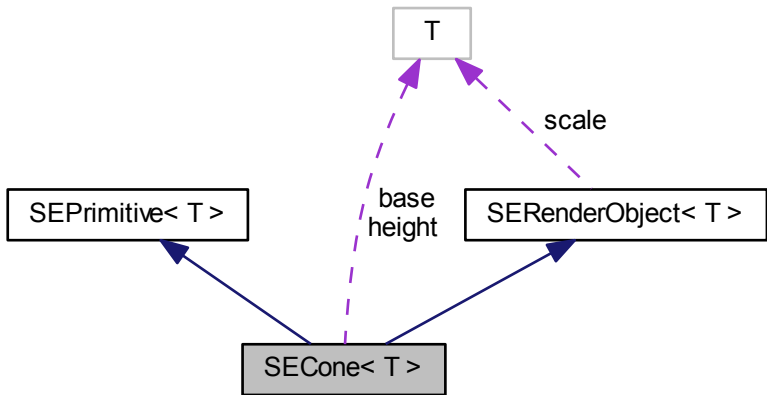 T
scale
base
height
SEPrimitive< T >
SERenderObject< T >
SECone< T >